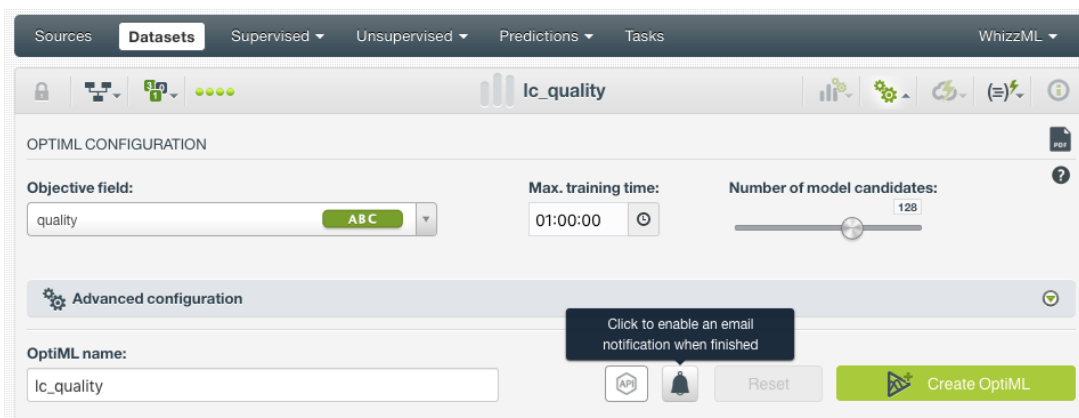 Sources Datasets Supervised Unsupervised Predictions Tasks WhizzML
lc_quality
OPTIML CONFIGURATION
PDF
Objective field: Max. training time: Number of model candidates:
128
quality ABC 01:00:00
Advanced configuration
Click to enable an email
notification when finished
OptiML name:
lc_quality API Reset Create OptiML